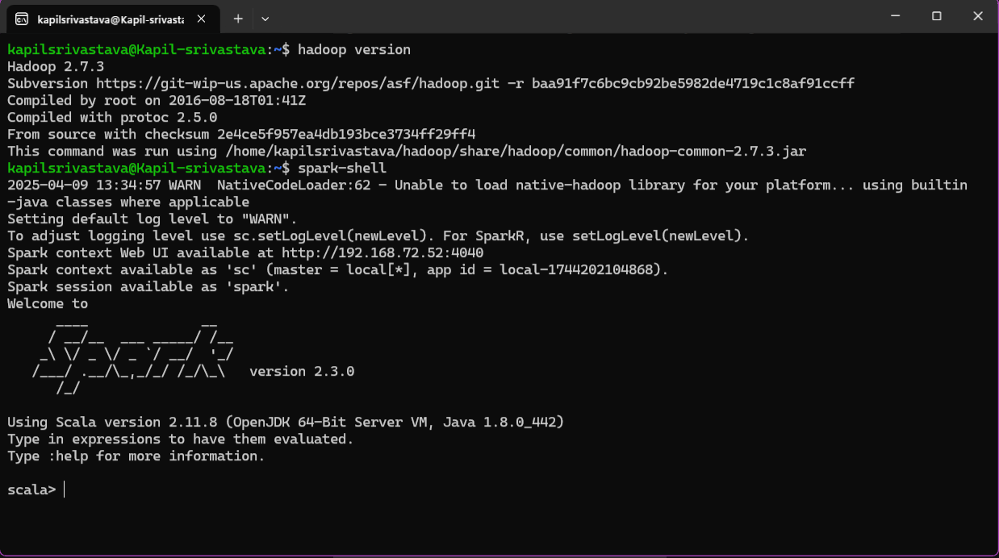 kapilsrivastava@Kapil-srivasta
kapilsrivastava@Kapil-srivastava:~$ hadoop version
Hadoop 2.7.3
Subversion https://git-wip-us.apache.org/repos/asf/hadoop.git -r baa91f7c6bc9cb92be5982de4719c1c8af91ccff
Compiled by root on 2016-08-18T01:41Z
Compiled with protoc 2.5.0
From source with checksum 2e4ce5f957ea4db193bce3734ff29ff4
This command was run using /home/kapilsrivastava/hadoop/share/hadoop/common/hadoop-common-2.7.3.jar
kapilsrivastava@Kapil-srivastava:~$ spark-shell
2025-04-09 13:34:57 WARN  NativeCodeLoader:62 - Unable to load native-hadoop library for your platform... using builtin
-java classes where applicable
Setting default log level to "WARN".
To adjust logging level use sc.setLogLevel(newLevel). For SparkR, use setLogLevel(newLevel).
Spark context Web UI available at http://192.168.72.52:4040
Spark context available as 'sc' (master = local[*], app id = local-1744202104868).
Spark session available as 'spark'.
Welcome to
      ____              __
     / __/__  ___ _____/ /__
    _\ \/ _ \/ _ `/ __/  '_/
   /___/ .__/\_,_/_/ /_/\_\   version 2.3.0
      /_/
Using Scala version 2.11.8 (OpenJDK 64-Bit Server VM, Java 1.8.0_442)
Type in expressions to have them evaluated.
Type :help for more information.
scala>